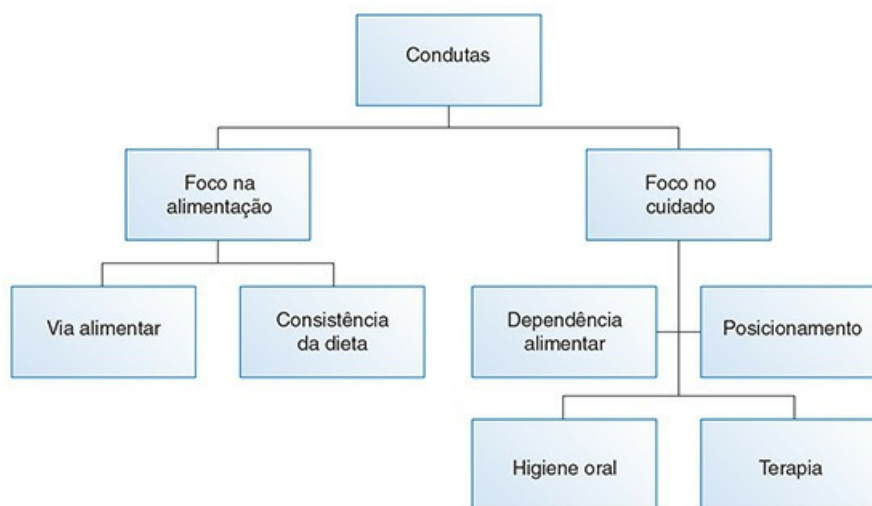 Condutas
Foco na
alimentação
Foco no
cuidado
Via alimentar
Consistência
da dieta
Dependência
alimentar
Posicionamento
Higiene oral
Terapia